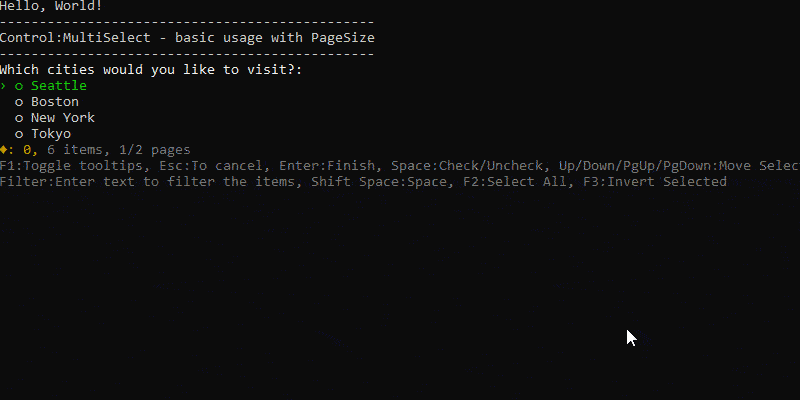 Hello, World!
-----------------------------------------------
Control:MultiSelect - basic usage with PageSize
-----------------------------------------------
Which cities would you like to visit?:
› o Seattle
o Boston
o New York
o Tokyo
♦: 0, 6 items, 1/2 pages
F1:Toggle tooltips, Esc:To cancel, Enter:Finish, Space:Check/Uncheck, Up/Down/PgUp/PgDown:Move Selec
Filter:Enter text to filter the items, Shift Space:Space, F2:Select All, F3:Invert Selected